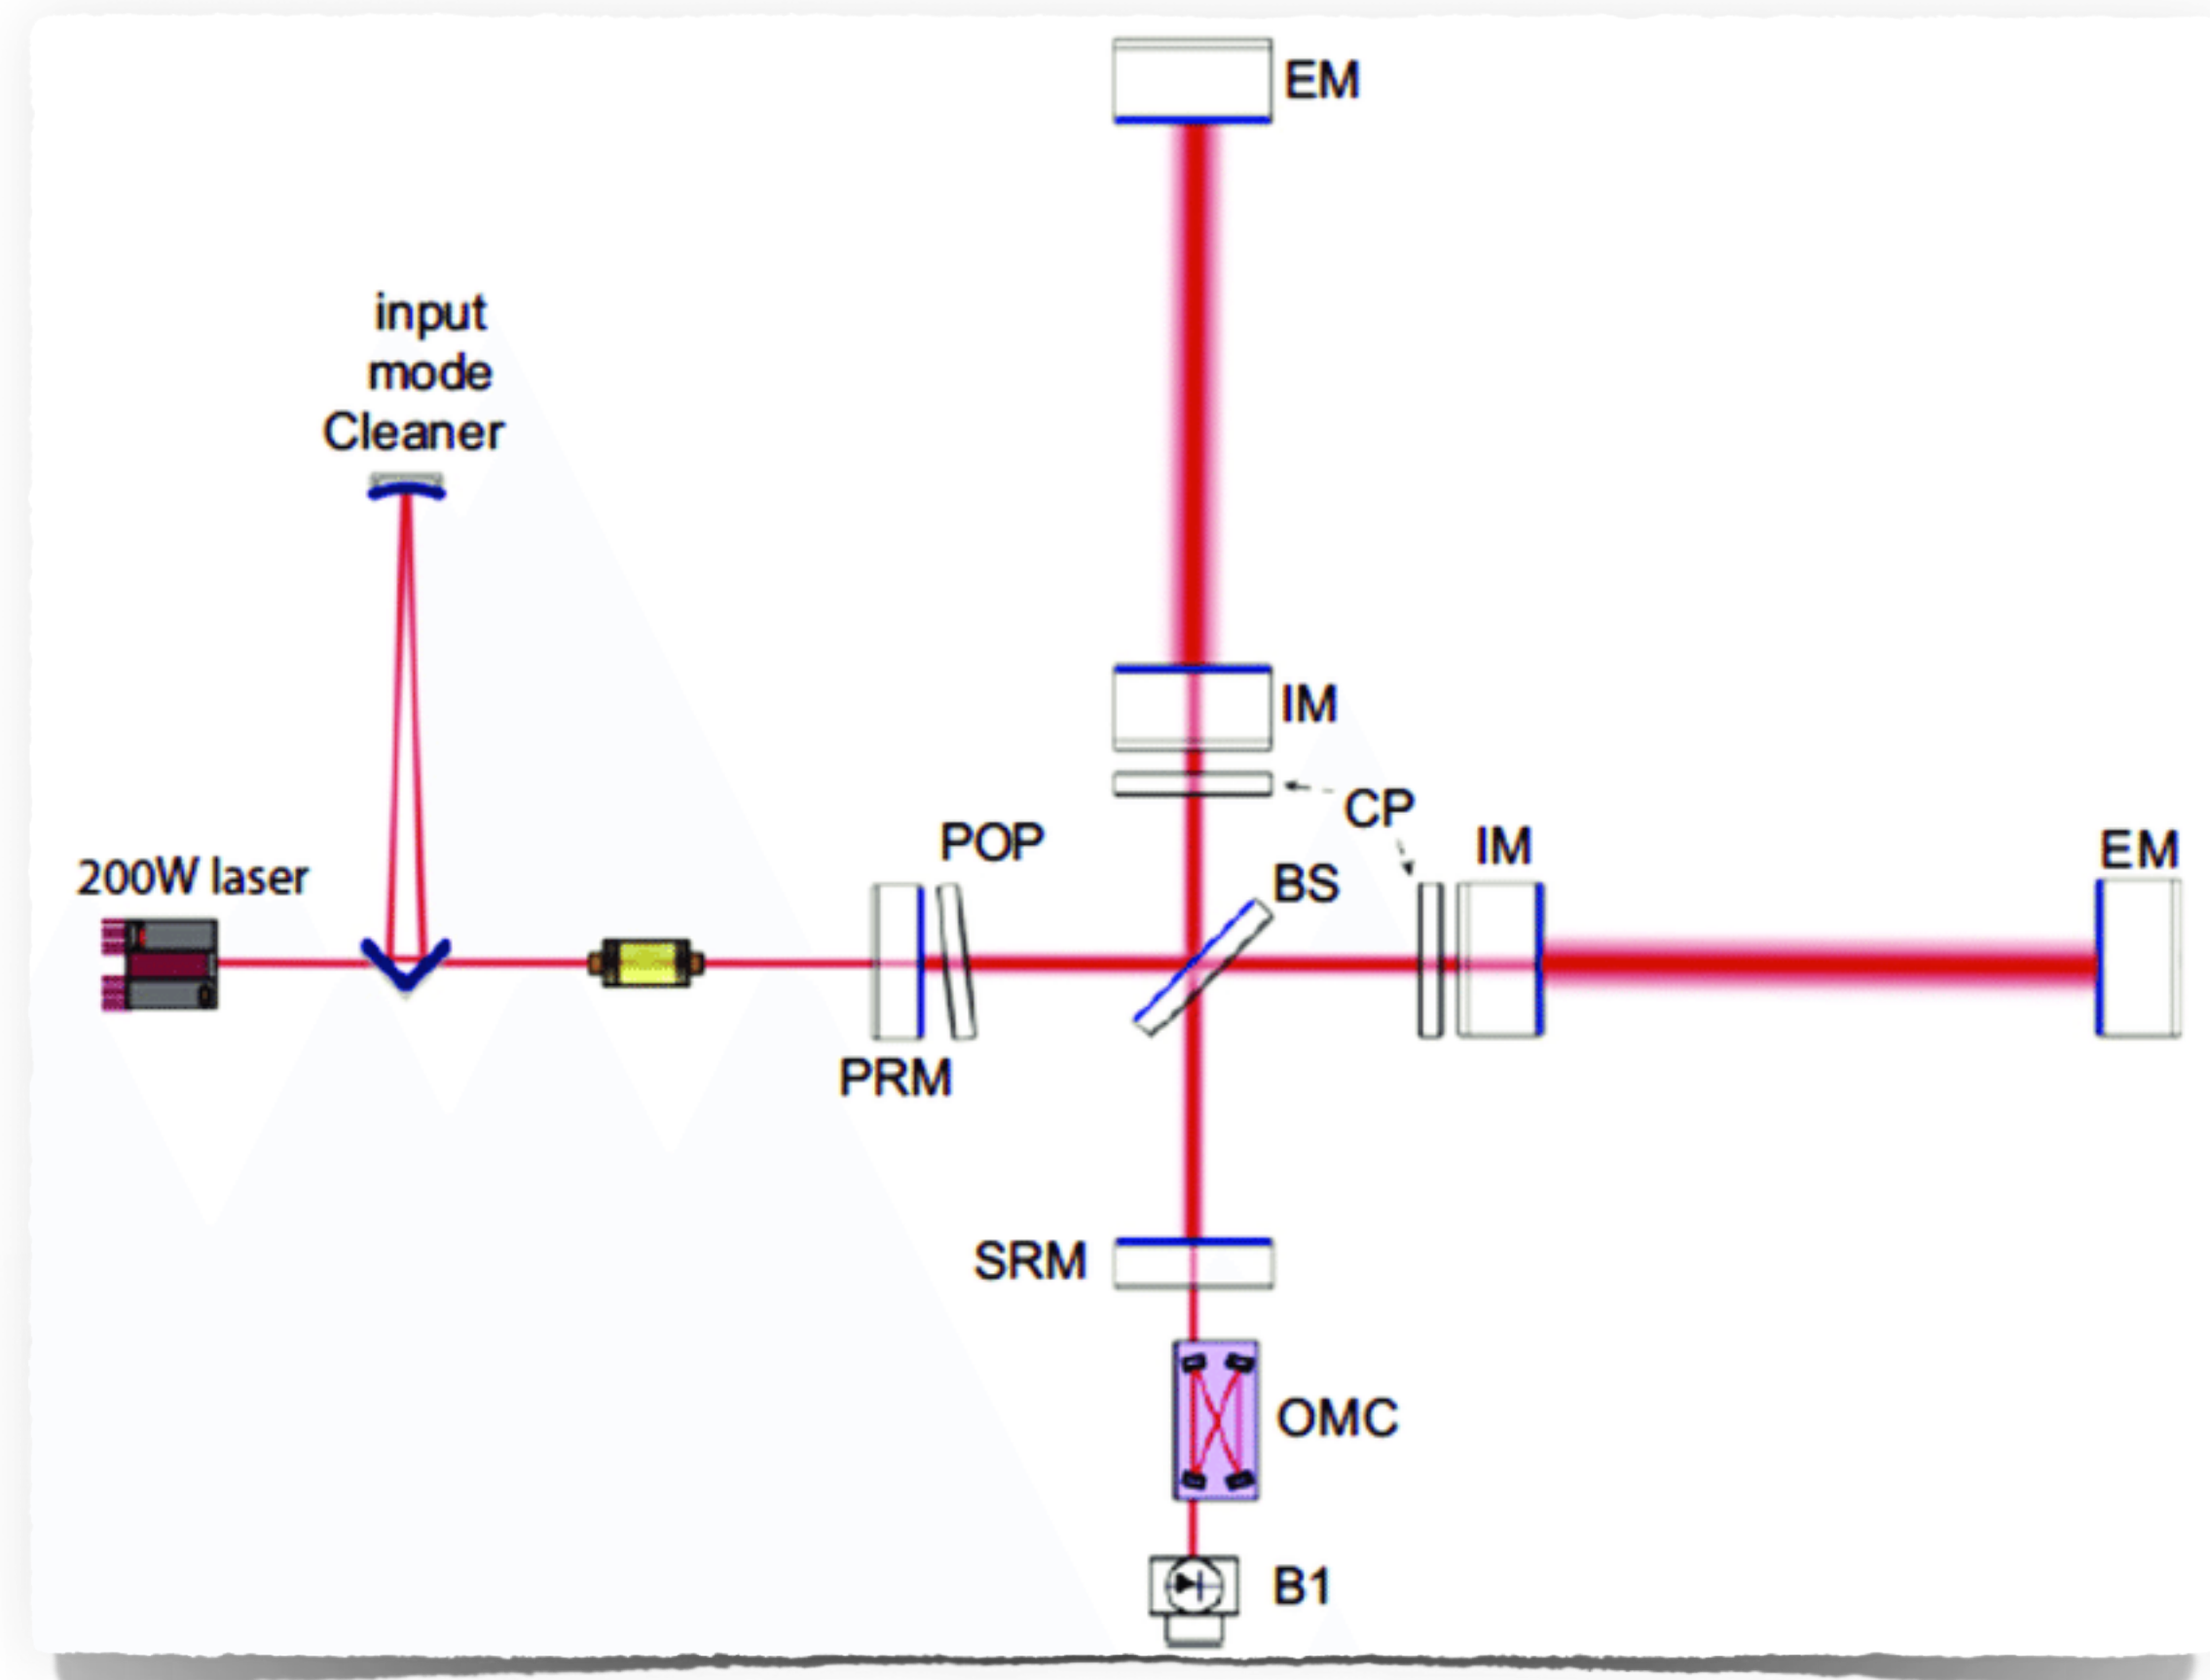 EM
input
mode
Cleaner
IM
CP
POP
IM
EM
200W laser
BS
PRM
SRM
OMC
B1